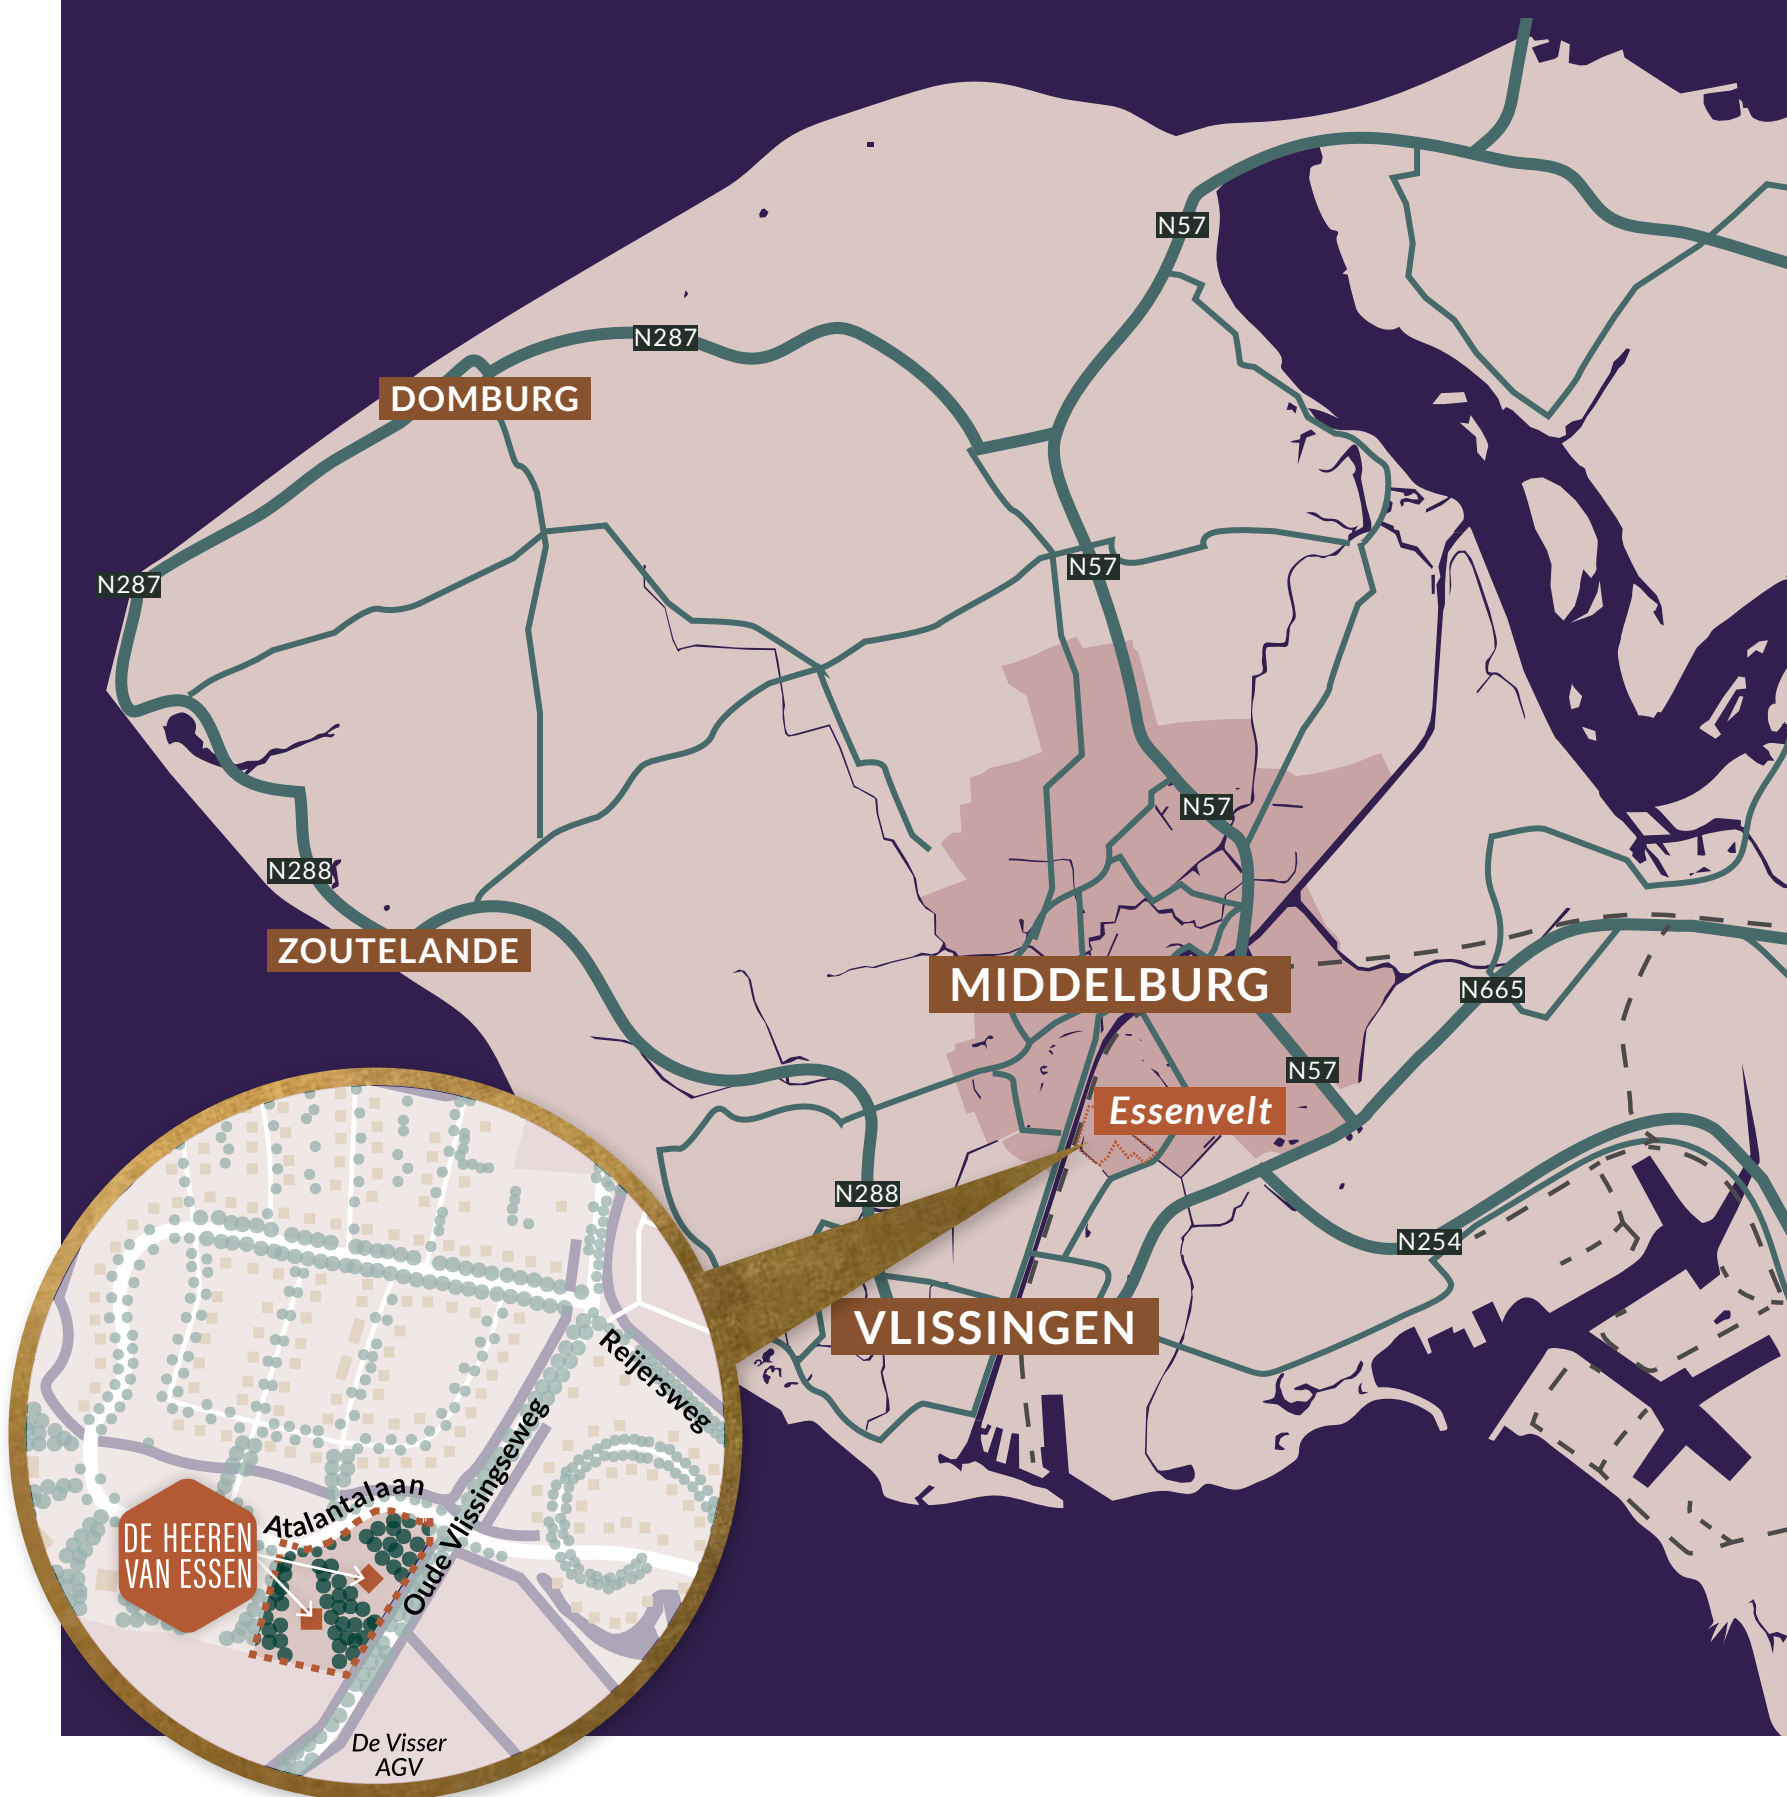 N57
N287
DOMBURG
N57
N287
N57
N288
ZOUTELANDE
MIDDELBURG
N665
N57
Essenvelt
N288
N254
VLISSINGEN
Reijersweg
Oude Vlissingseweg
Atalantalaan
DE HEEREN
VAN ESSEN
De Visser
AGV